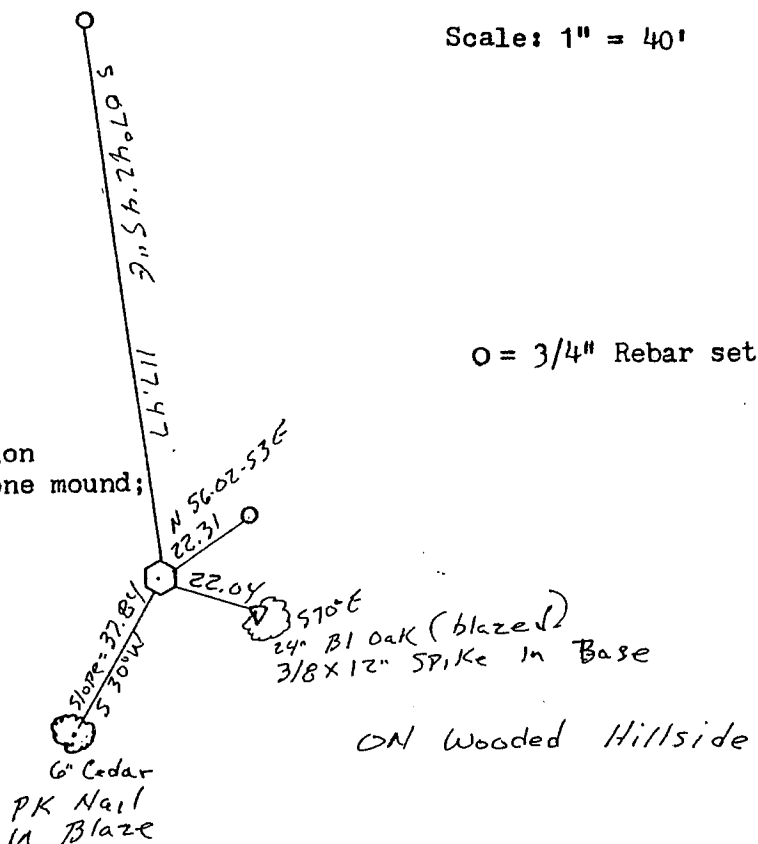 Scale: 1" = 40'
S 07°42'45"E 117.47
O = 3/4" Rebar set
on
one mound;
N 56-02-53 E
22.31
22.04
S70°E
24" Bl Oak (blazed)
3/8 X 12" SPiKe in Base
Slope = 37.84
S 30°W
6" Cedar
PK Nail
in Blaze
ON Wooded Hillside